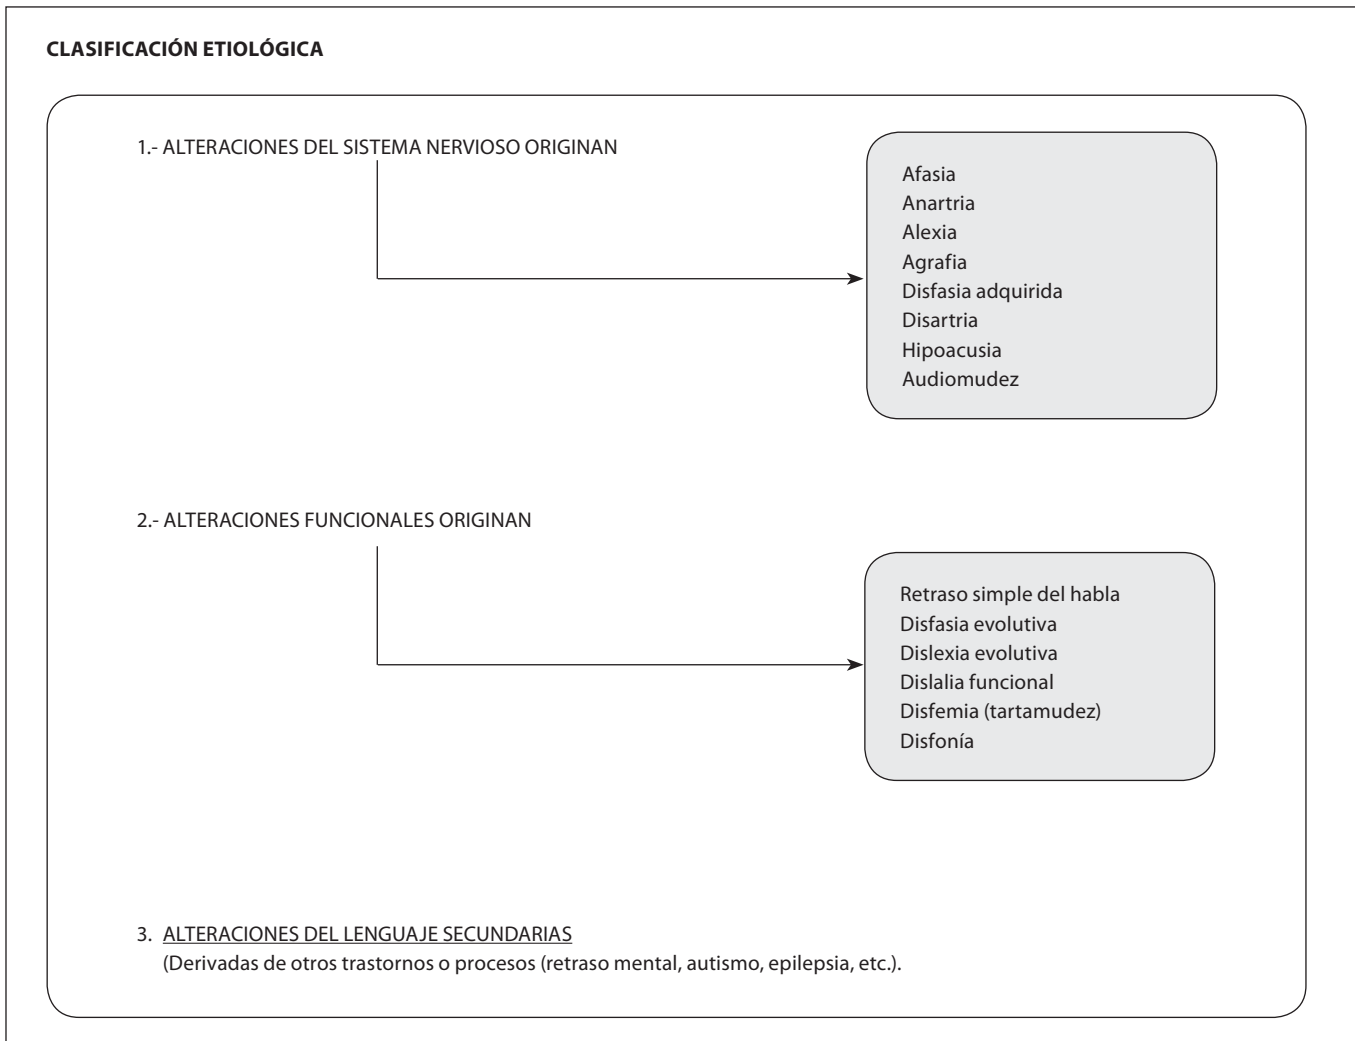 CLASIFICACIÓN ETIOLÓGICA
1.- ALTERACIONES DEL SISTEMA NERVIOSO ORIGINAN
Afasia
Anartria
Alexia
Agrafia
Disfasia adquirida
Disartria
Hipoacusia
Audiomudez
2.- ALTERACIONES FUNCIONALES ORIGINAN
Retraso simple del habla
Disfasia evolutiva
Dislexia evolutiva
Dislalia funcional
Disfemia (tartamudez)
Disfonía
3. ALTERACIONES DEL LENGUAJE SECUNDARIAS
(Derivadas de otros trastornos o procesos (retraso mental, autismo, epilepsia, etc.).